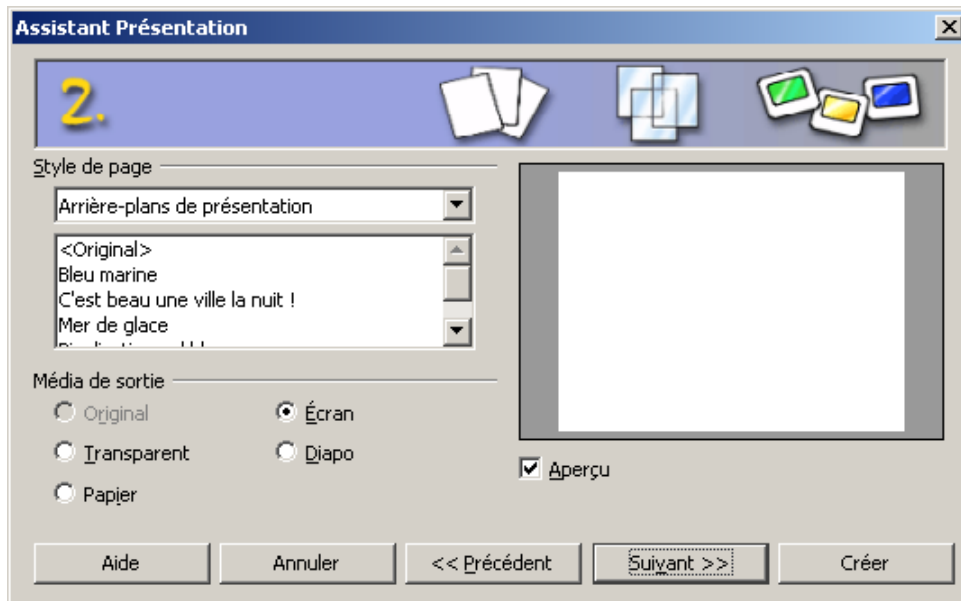 Assistant Présentation
2.
Style de page
Arrière-plans de présentation
<Original>
Bleu marine
C'est beau une ville la nuit !
Mer de glace
Média de sortie
Original
Écran
Transparent
Diapo
Papier
Aperçu
Aide
Annuler
<< Précédent
Suivant >>
Créer